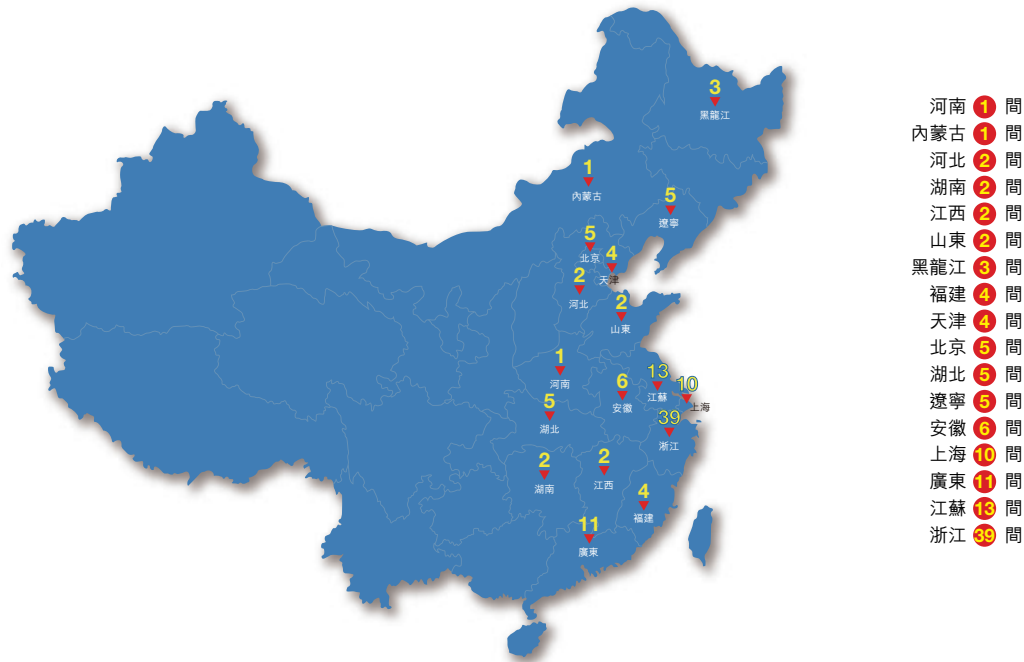 3
黑龍江
1
內蒙古
5
遼寧
5
北京
4
天津
2
河北
2
山東
1
河南
13
江蘇
10
上海
6
安徽
5
湖北
39
浙江
2
湖南
2
江西
4
福建
11
廣東
河南 1 間
內蒙古 1 間
河北 2 間
湖南 2 間
江西 2 間
山東 2 間
黑龍江 3 間
福建 4 間
天津 4 間
北京 5 間
湖北 5 間
遼寧 5 間
安徽 6 間
上海 10 間
廣東 11 間
江蘇 13 間
浙江 39 間